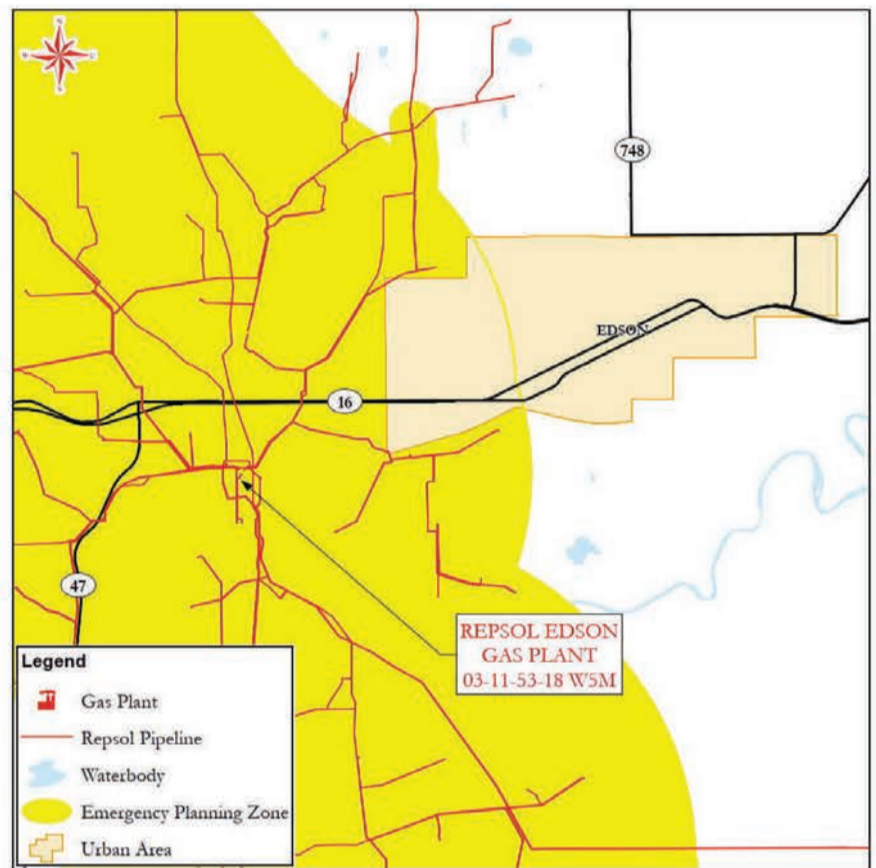 N
748
EDSON
16
47
REPSOL EDSON
GAS PLANT
03-11-53-18 W5M
Legend
Gas Plant
Repsol Pipeline
Waterbody
Emergency Planning Zone
Urban Area